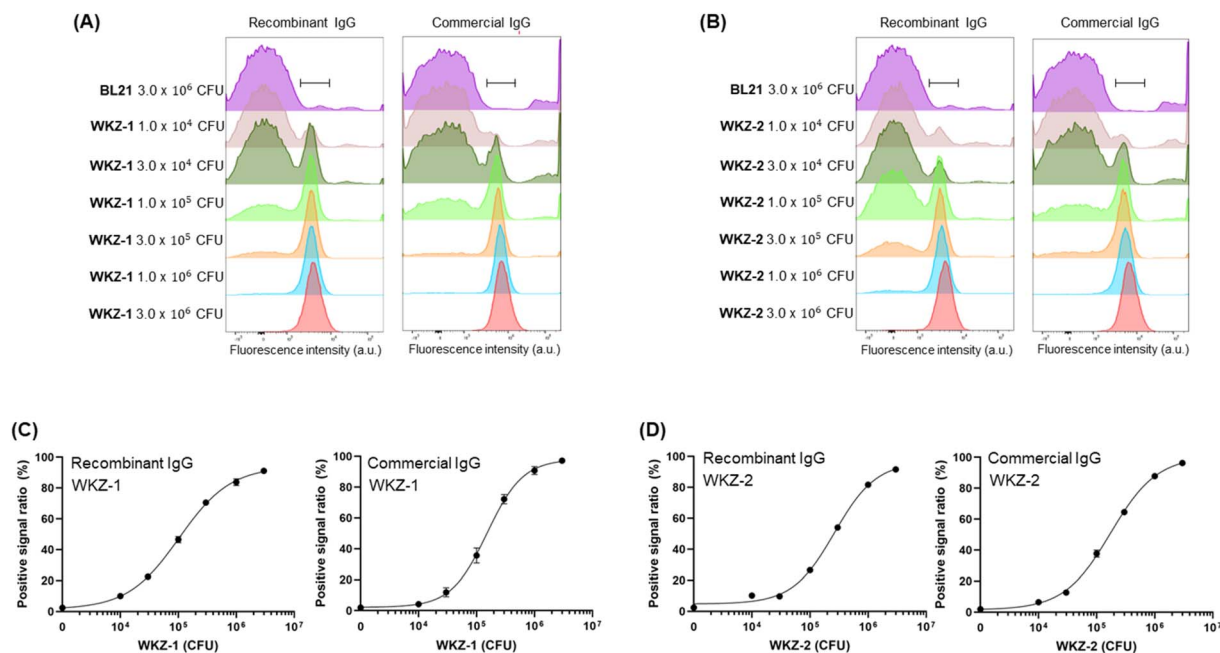 (A)
Recombinant IgG Commercial IgG
BL21 3.0 x 10⁶ CFU
WKZ-1 1.0 x 10⁴ CFU
WKZ-1 3.0 x 10⁴ CFU
WKZ-1 1.0 x 10⁵ CFU
WKZ-1 3.0 x 10⁵ CFU
WKZ-1 1.0 x 10⁶ CFU
WKZ-1 3.0 x 10⁶ CFU
Fluorescence intensity (a.u.) Fluorescence intensity (a.u.)
(B)
Recombinant IgG Commercial IgG
BL21 3.0 x 10⁶ CFU
WKZ-2 1.0 x 10⁴ CFU
WKZ-2 3.0 x 10⁴ CFU
WKZ-2 1.0 x 10⁵ CFU
WKZ-2 3.0 x 10⁵ CFU
WKZ-2 1.0 x 10⁶ CFU
WKZ-2 3.0 x 10⁶ CFU
Fluorescence intensity (a.u.) Fluorescence intensity (a.u.)
(C)
Recombinant IgG
WKZ-1
Positive signal ratio (%)
100
80
60
40
20
0
0 10⁴ 10⁵ 10⁶ 10⁷
WKZ-1 (CFU)
Commercial IgG
WKZ-1
Positive signal ratio (%)
100
80
60
40
20
0
0 10⁴ 10⁵ 10⁶ 10⁷
WKZ-1 (CFU)
(D)
Recombinant IgG
WKZ-2
Positive signal ratio (%)
100
80
60
40
20
0
0 10⁴ 10⁵ 10⁶ 10⁷
WKZ-2 (CFU)
Commercial IgG
WKZ-2
Positive signal ratio (%)
100
80
60
40
20
0
0 10⁴ 10⁵ 10⁶ 10⁷
WKZ-2 (CFU)